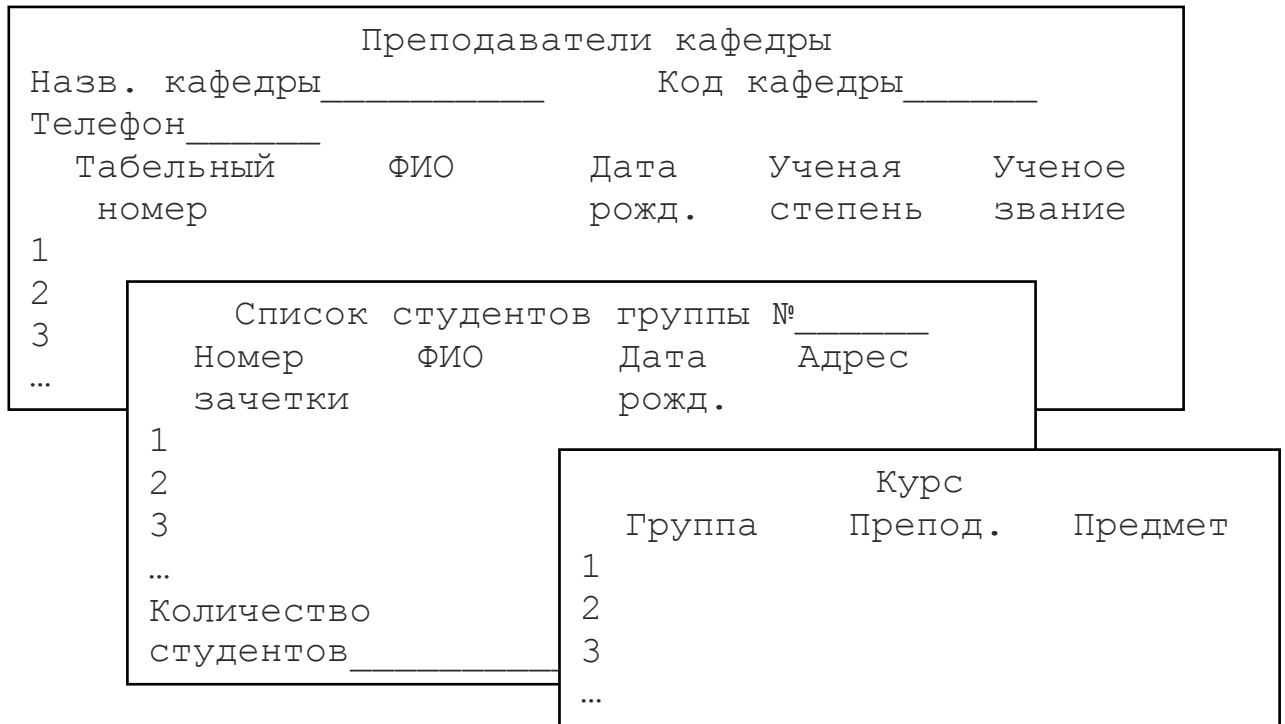 Преподаватели кафедры
Назв. кафедры__________ Код кафедры______
Телефон______
Табельный ФИО Дата Ученая Ученое
номер рожд. степень звание
1
2
3
…
Список студентов группы №______
Номер ФИО Дата Адрес
зачетки рожд.
1
2
3
…
Количество
студентов__________
Курс
Группа Препод. Предмет
1
2
3
…